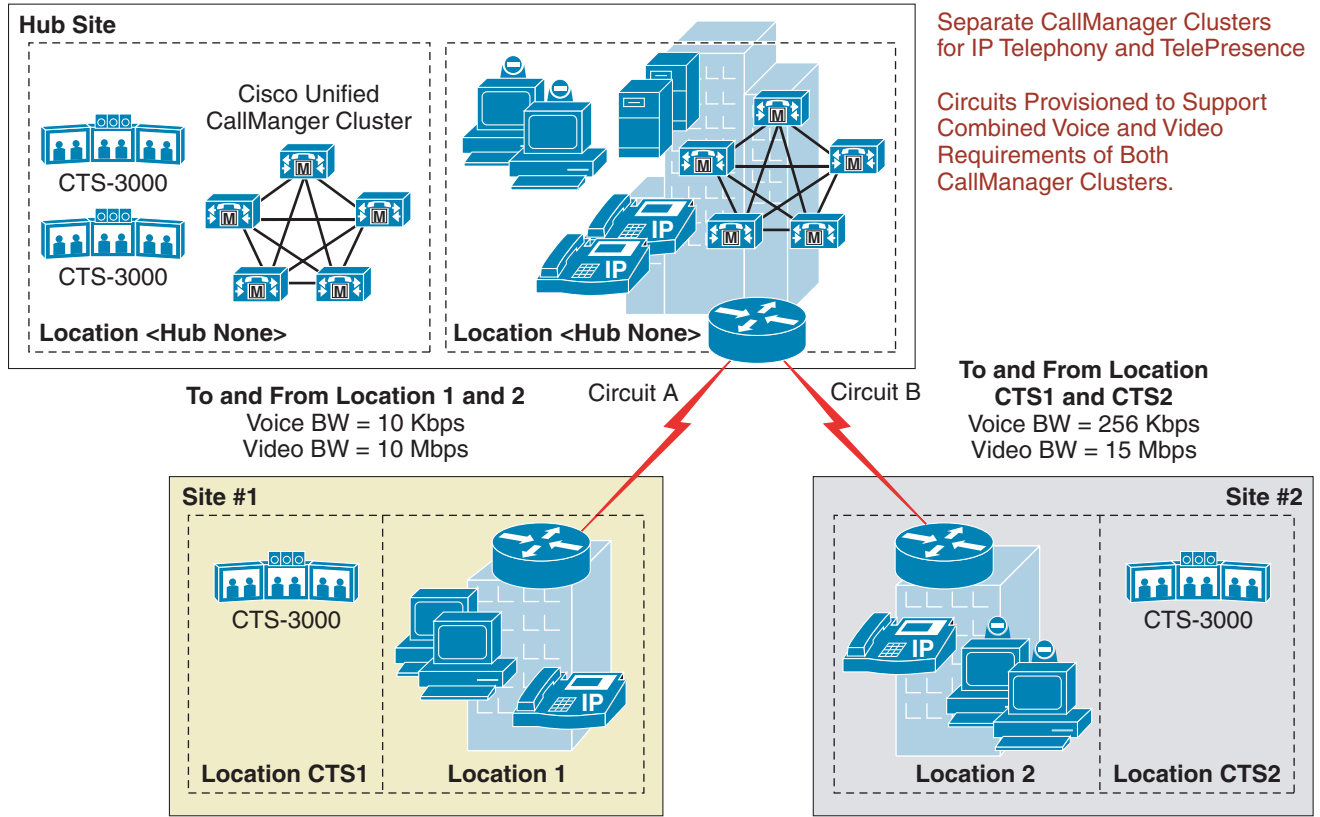 Hub Site
Separate CallManager Clusters
for IP Telephony and TelePresence
Circuits Provisioned to Support
Combined Voice and Video
Requirements of Both
CallManager Clusters.
Cisco Unified
CallManger Cluster
CTS-3000
CTS-3000
M
M
M
M
M
Location <Hub None>
M
M
M
M
M
IP
IP
Location <Hub None>
To and From Location 1 and 2
Voice BW = 10 Kbps
Video BW = 10 Mbps
Circuit A
Circuit B
To and From Location
CTS1 and CTS2
Voice BW = 256 Kbps
Video BW = 15 Mbps
Site #1
CTS-3000
IP
Location CTS1
Location 1
Site #2
IP
CTS-3000
Location 2
Location CTS2